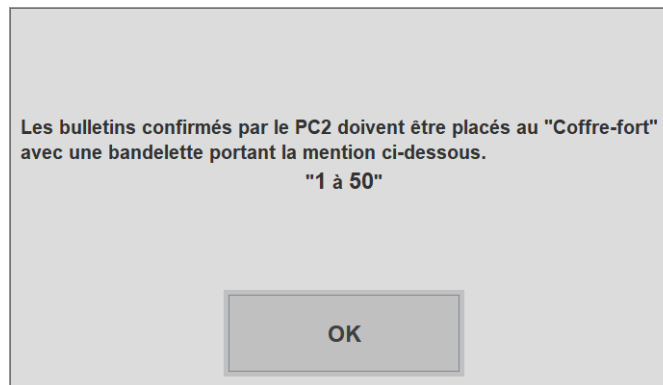 Les bulletins confirmés par le PC2 doivent être placés au "Coffre-fort"
avec une bandelette portant la mention ci-dessous.
"1 à 50"
OK